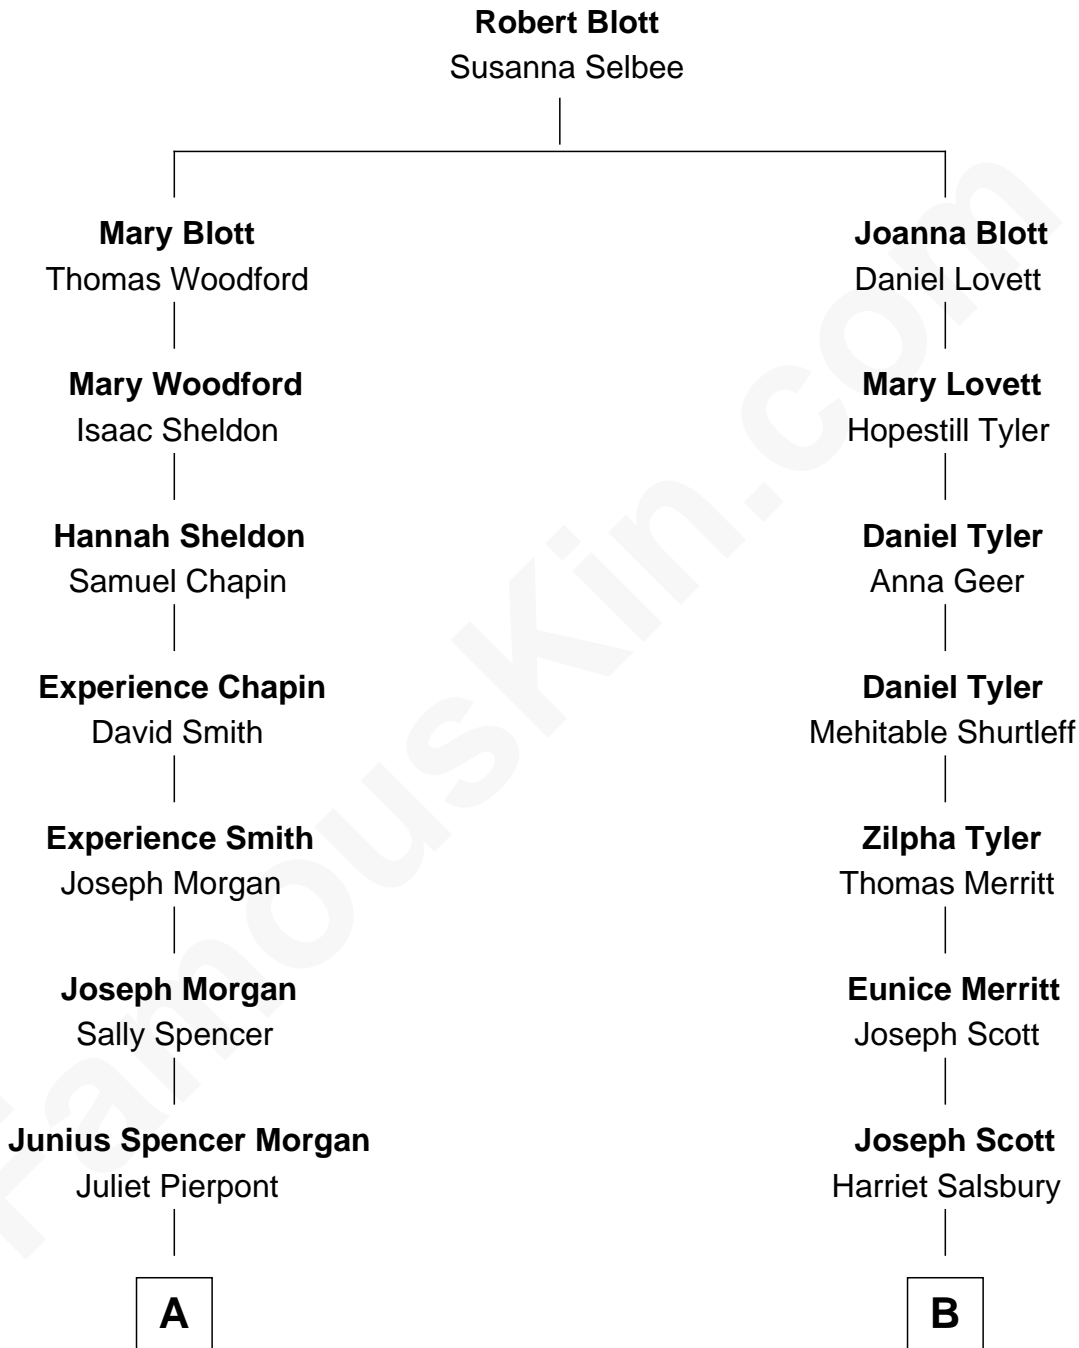 Robert Blott
Susanna Selbee
Mary Blott
Thomas Woodford
Joanna Blott
Daniel Lovett
Mary Woodford
Isaac Sheldon
Mary Lovett
Hopestill Tyler
Hannah Sheldon
Samuel Chapin
Daniel Tyler
Anna Geer
Experience Chapin
David Smith
Daniel Tyler
Mehitable Shurtleff
Experience Smith
Joseph Morgan
Zilpha Tyler
Thomas Merritt
Joseph Morgan
Sally Spencer
Eunice Merritt
Joseph Scott
Junius Spencer Morgan
Juliet Pierpont
Joseph Scott
Harriet Salsbury
A
B
FamousKin.com